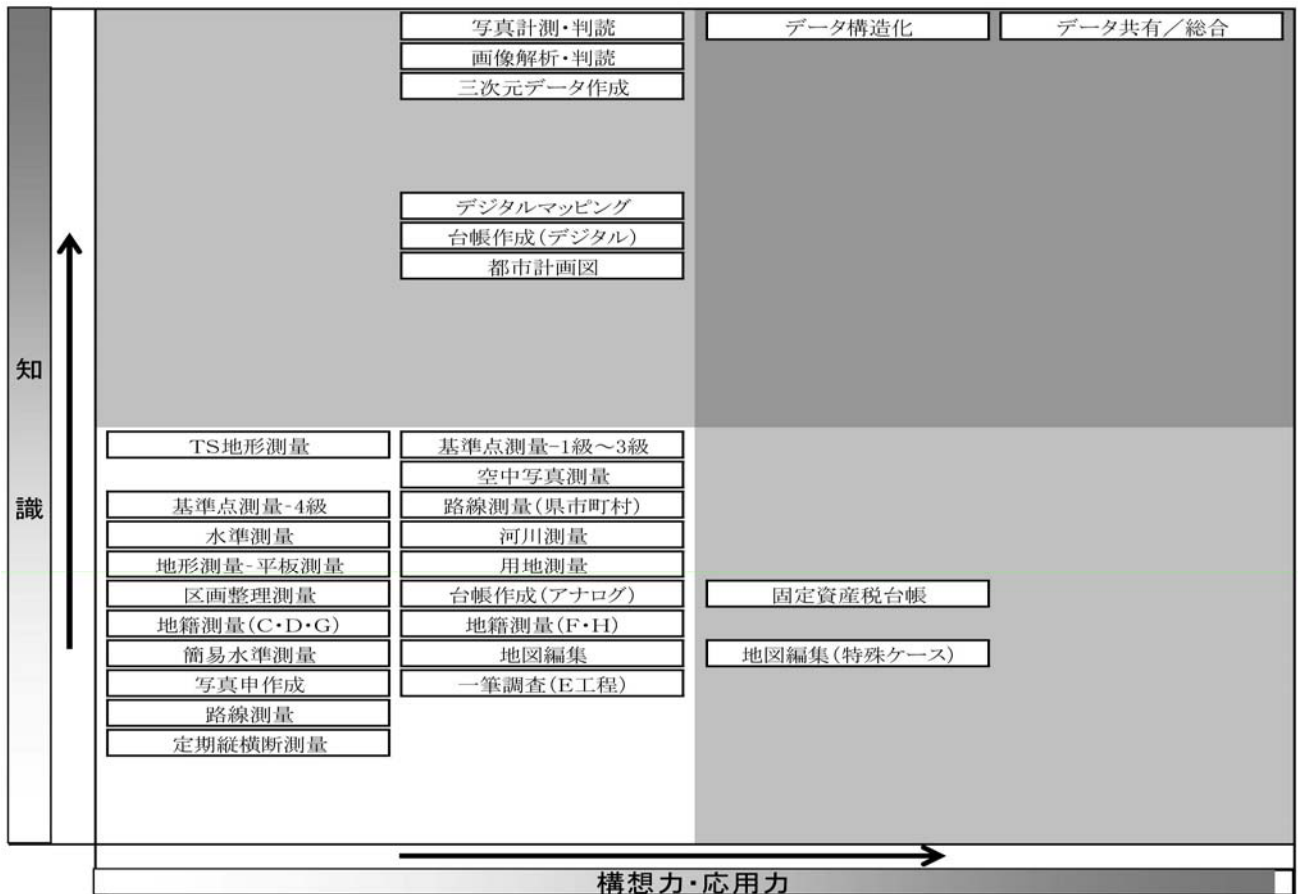 写真計測・判読
データ構造化
データ共有／総合
画像解析・判読
三次元データ作成
デジタルマッピング
台帳作成(デジタル)
都市計画図
知
識
TS地形測量
基準点測量-1級～3級
空中写真測量
基準点測量-4級
路線測量(県市町村)
水準測量
河川測量
地形測量-平板測量
用地測量
区画整理測量
台帳作成(アナログ)
固定資産税台帳
地籍測量(C・D・G)
地籍測量(F・H)
簡易水準測量
地図編集
地図編集(特殊ケース)
写真申作成
一筆調査(E工程)
路線測量
定期縦横断測量
構想力・応用力